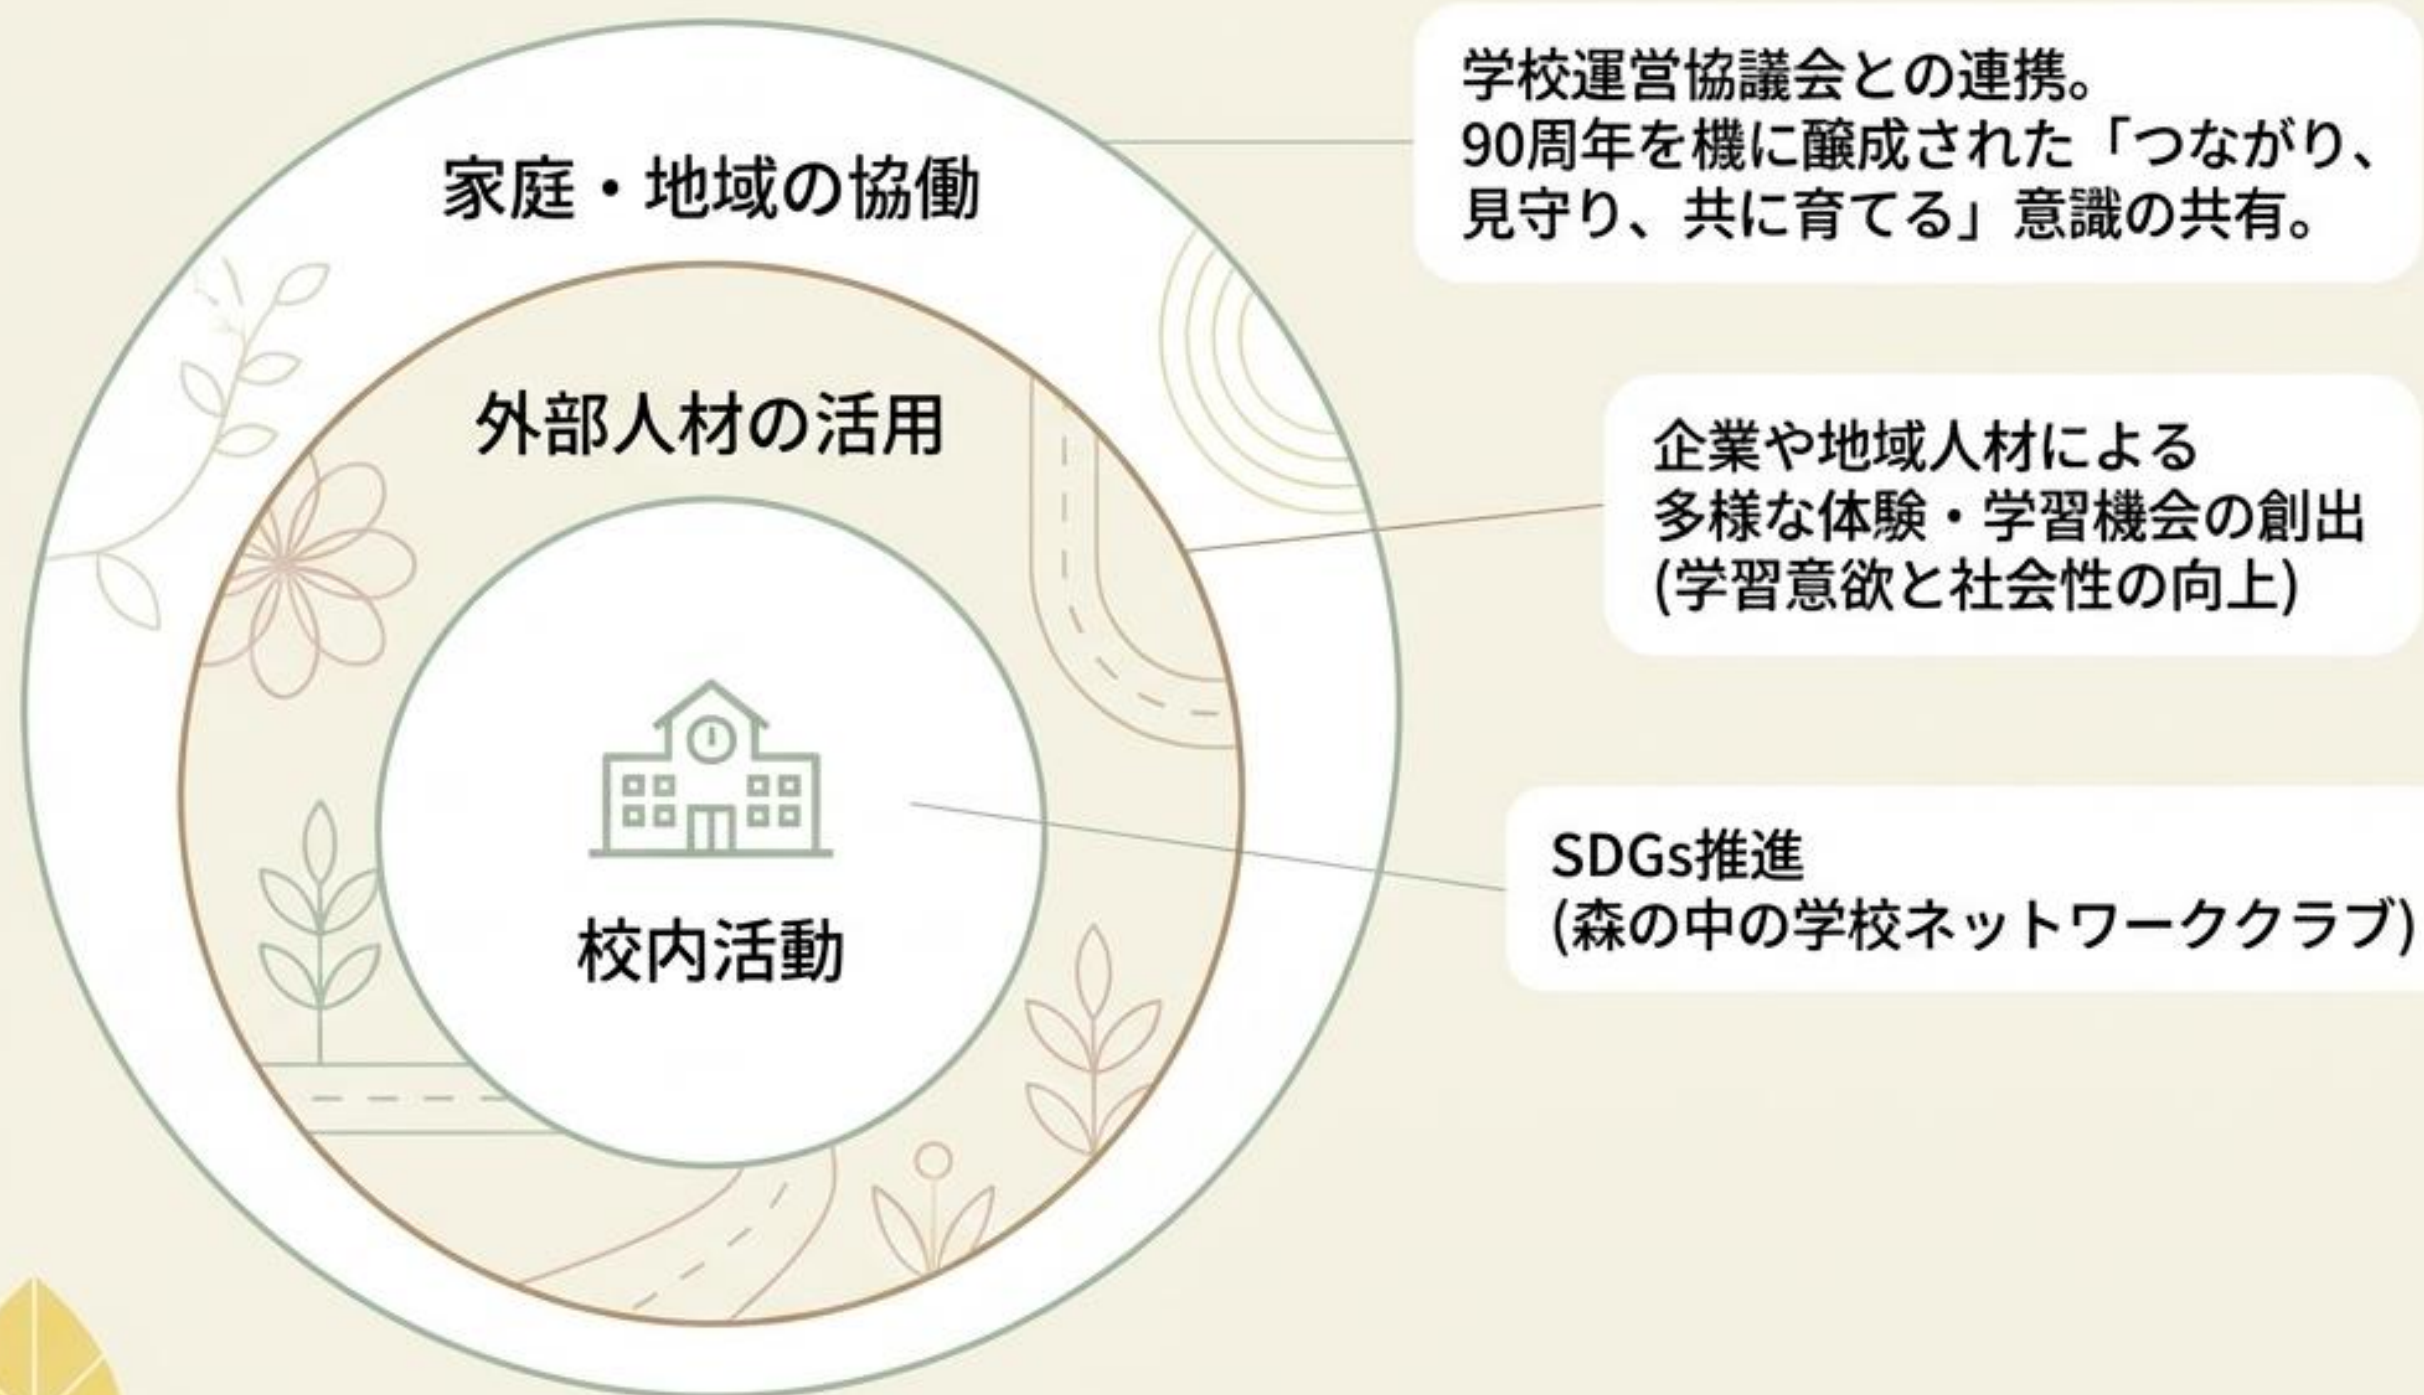 家庭・地域の協働
学校運営協議会との連携。
90周年を機に醸成された「つながり、
見守り、共に育てる」意識の共有。
外部人材の活用
企業や地域人材による
多様な体験・学習機会の創出
(学習意欲と社会性の向上)
校内活動
SDGs推進
(森の中の学校ネットワーククラブ)